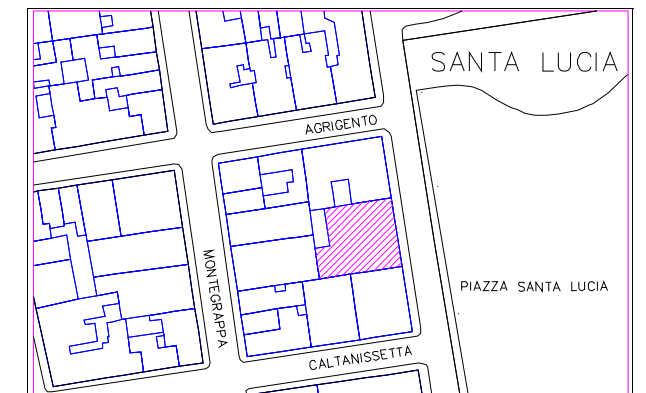 SANTA LUCIA
AGRIGENTO
MONTEGRAPPA
PIAZZA SANTA LUCIA
CALTANISSETTA